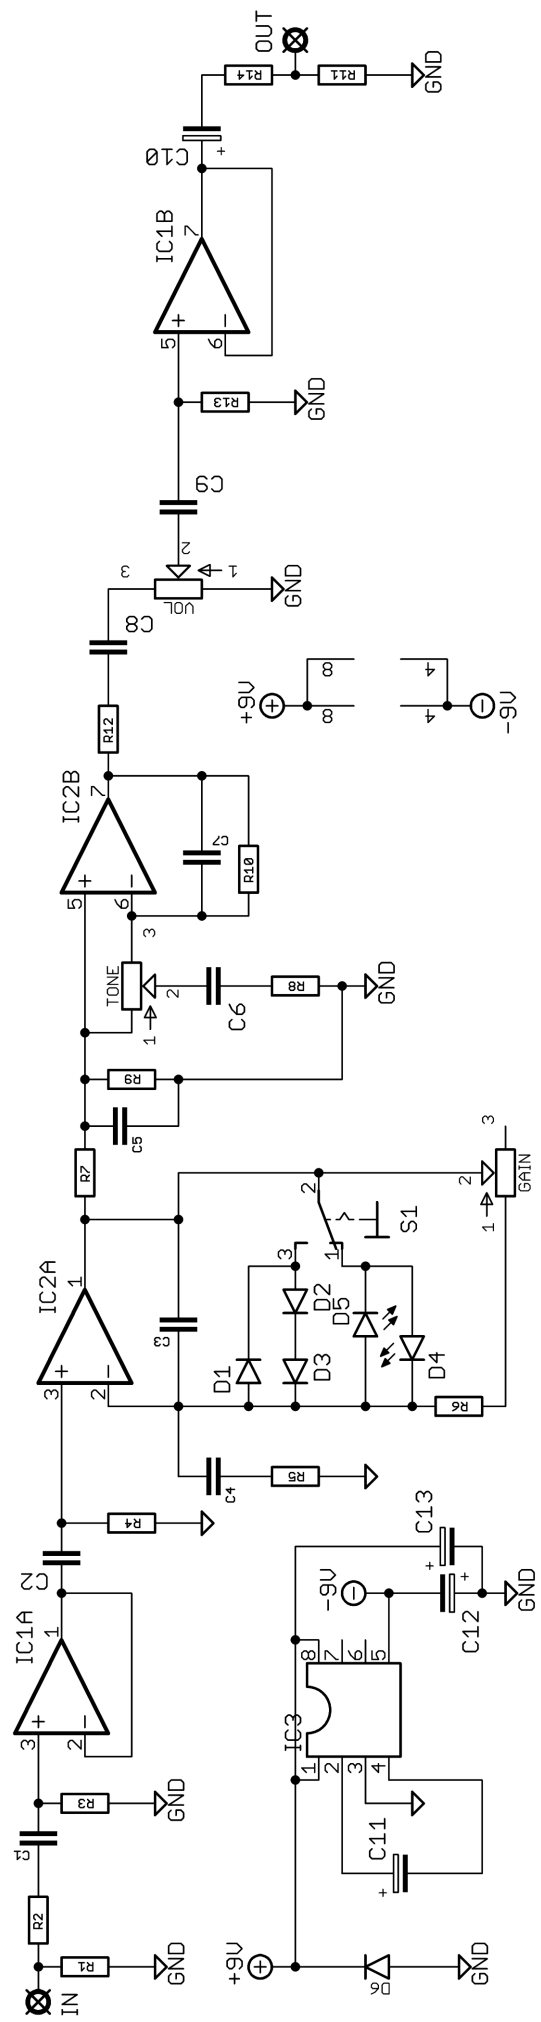 IN
R1
GND
R2
C1
R3
GND
3
+
2
−
IC1A
1
C2
R4
3
+
2
−
IC2A
1
C4
R5
C3
D1
D2
D3
D5
D4
3
1
2
S1
R6
1
2
3
GAIN
R7
C5
R9
TONE
1
2
3
C6
R8
GND
5
+
6
−
IC2B
7
C7
R10
R12
C8
3
VOL
2
1
GND
C9
R13
GND
5
+
6
−
IC1B
7
C10
+
R14
OUT
R11
GND
+9V
D6
GND
C11
+
IC3
1
2
3
4
8
7
6
5
-9V
C12
+
C13
+
GND
+9V
8
8
4
4
-9V